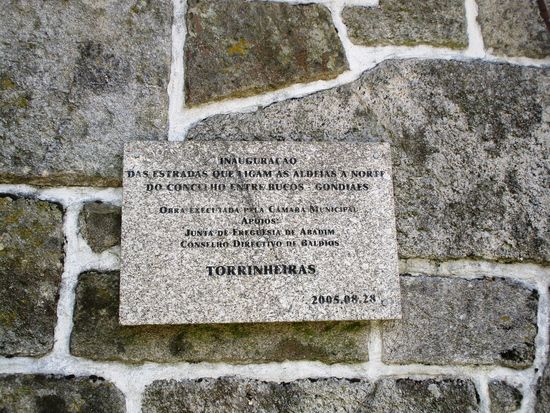 INAUGURAÇÃO
DAS ESTRADAS QUE LIGAM AS ALDEIAS A NORTE
DO CONCELHO ENTRE BUCOS - GONDIÃES
OBRA EXECUTADA PELA CÂMARA MUNICIPAL
APOIOS:
JUNTA DE FREGUESIA DE ABADIM
CONSELHO DIRECTIVO DE BALDIOS
TORRINHEIRAS
2005.08.28